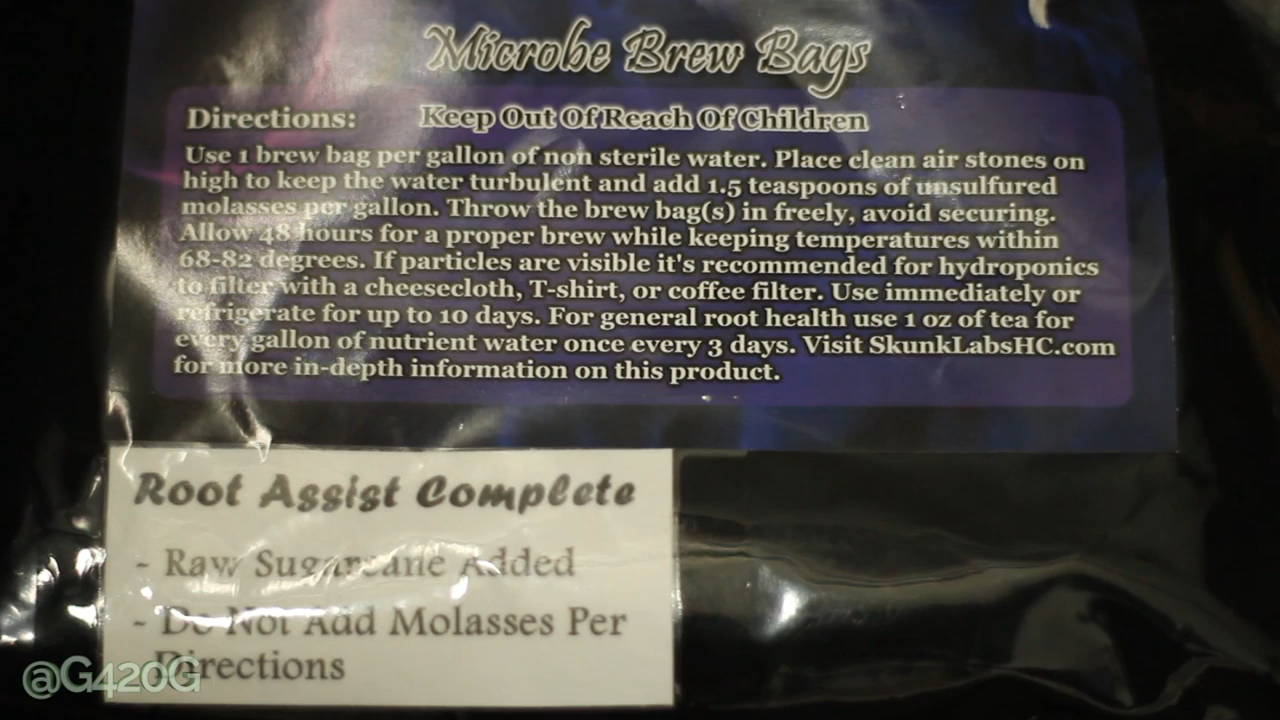 Microbe Brew Bags
Directions: Keep Out Of Reach Of Children
Use 1 brew bag per gallon of non sterile water. Place clean air stones on
high to keep the water turbulent and add 1.5 teaspoons of unsulfured
molasses per gallon. Throw the brew bag(s) in freely, avoid securing.
Allow 48 hours for a proper brew while keeping temperatures within
68-82 degrees. If particles are visible it's recommended for hydroponics
to filter with a cheesecloth, T-shirt, or coffee filter. Use immediately or
refrigerate for up to 10 days. For general root health use 1 oz of tea for
every gallon of nutrient water once every 3 days. Visit SkunkLabsHC.com
for more in-depth information on this product.
Root Assist Complete
- Raw Sugarcane Added
- Do Not Add Molasses Per
Directions
@G420G